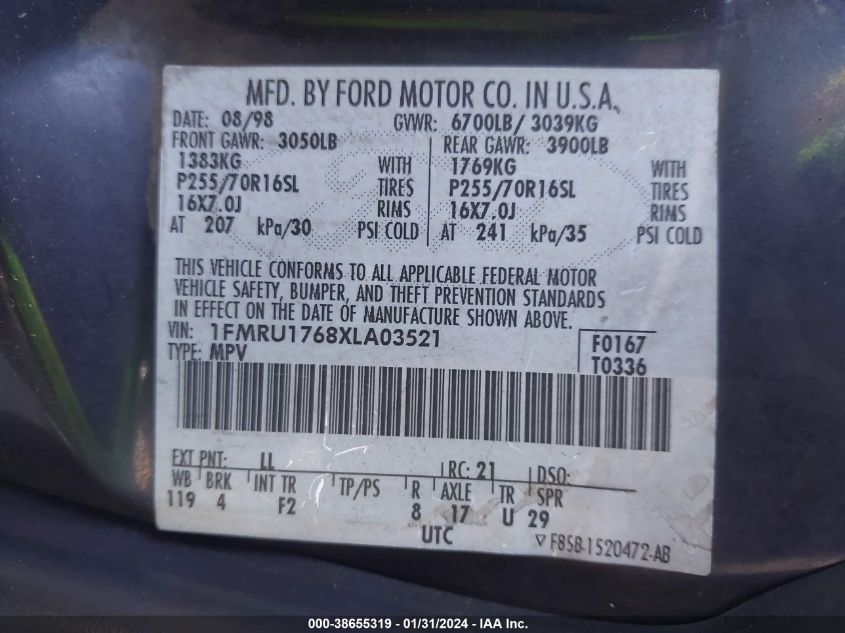 MFD. BY FORD MOTOR CO. IN U.S.A.
DATE: 08/98 GVWR: 6700LB/ 3039KG
FRONT GAWR: 3050LB REAR GAWR: 3900LB
1383KG WITH 1769KG WITH
P255/70R16SL TIRES P255/70R16SL TIRES
16X7.0J RIMS 16X7.0J RIMS
AT 207 kPa/30 PSI COLD AT 241 kPa/35 PSI COLD
THIS VEHICLE CONFORMS TO ALL APPLICABLE FEDERAL MOTOR
VEHICLE SAFETY, BUMPER, AND THEFT PREVENTION STANDARDS
IN EFFECT ON THE DATE OF MANUFACTURE SHOWN ABOVE.
VIN: 1FMRU1768XLA03521 F0167
TYPE: MPV T0336
EXT PNT: LL RC: 21 DSO:
WB BRK INT TR TP/PS R AXLE TR SPR
119 4 F2 8 17 U 29
UTC ▽ F85B-1520472-AB
000-38655319 - 01/31/2024 - IAA Inc.